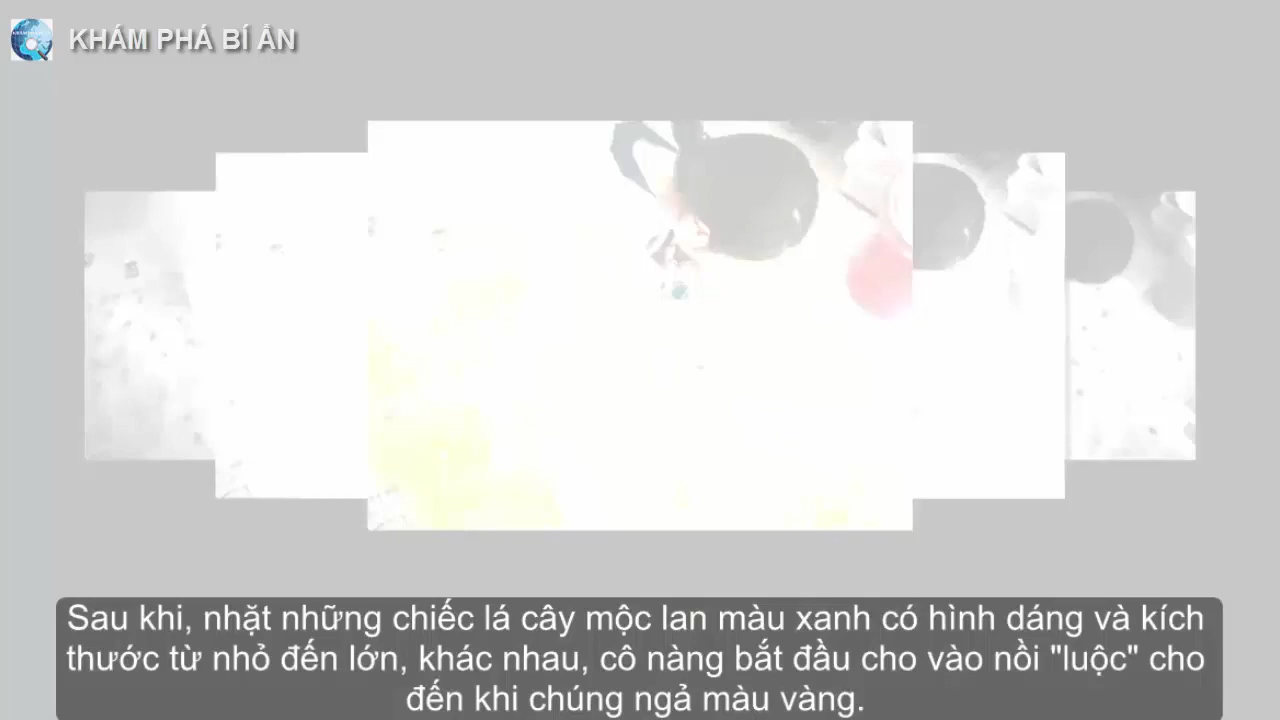 KHÁM PHÁ BÍ ẨN
Sau khi, nhặt những chiếc lá cây mộc lan màu xanh có hình dáng và kích
thước từ nhỏ đến lớn, khác nhau, cô nàng bắt đầu cho vào nồi "luộc" cho
đến khi chúng ngả màu vàng.